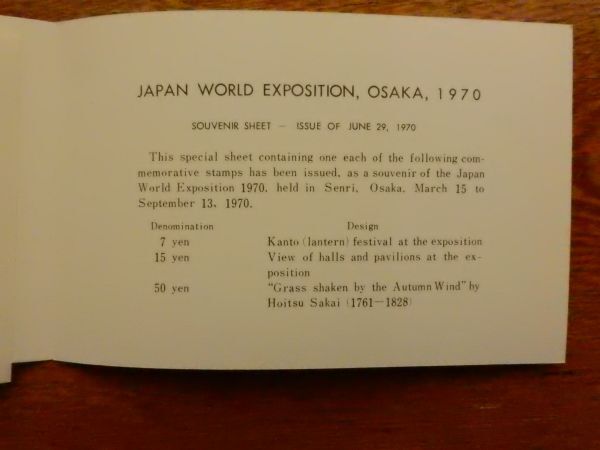 JAPAN WORLD EXPOSITION, OSAKA, 1970
SOUVENIR SHEET — ISSUE OF JUNE 29, 1970
This special sheet containing one each of the following com-
memorative stamps has been issued, as a souvenir of the Japan
World Exposition 1970, held in Senri, Osaka, March 15 to
September 13, 1970.
Denomination Design
7 yen Kanto (lantern) festival at the exposition
15 yen View of halls and pavilions at the ex-
position
50 yen "Grass shaken by the Autumn Wind" by
Hoitsu Sakai (1761—1828)